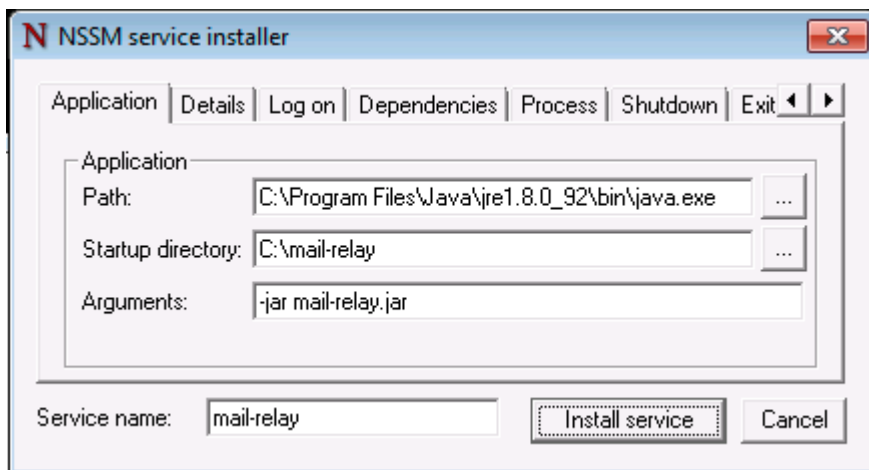 N NSSM service installer
Application Details Log on Dependencies Process Shutdown Exit
Application
Path: C:\Program Files\Java\jre1.8.0_92\bin\java.exe ...
Startup directory: C:\mail-relay ...
Arguments: -jar mail-relay.jar
Service name: mail-relay Install service Cancel